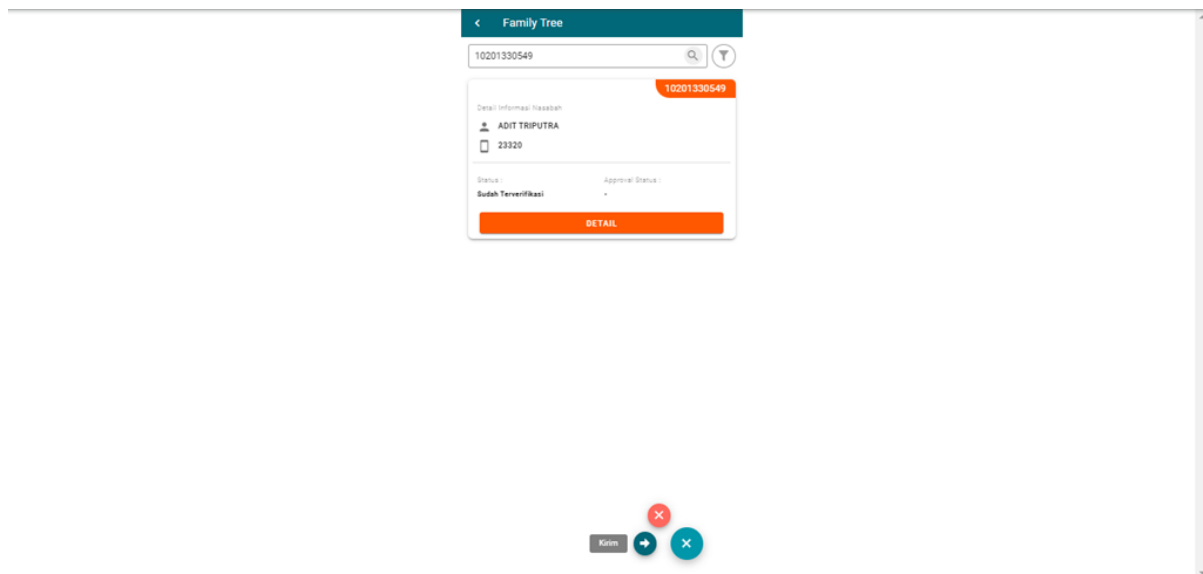 Family Tree
10201330549
10201330549
Detail Informasi Nasabah
ADIT TRIPUTRA
23320
Status : Approval Status :
Sudah Terverifikasi -
DETAIL
Kirim